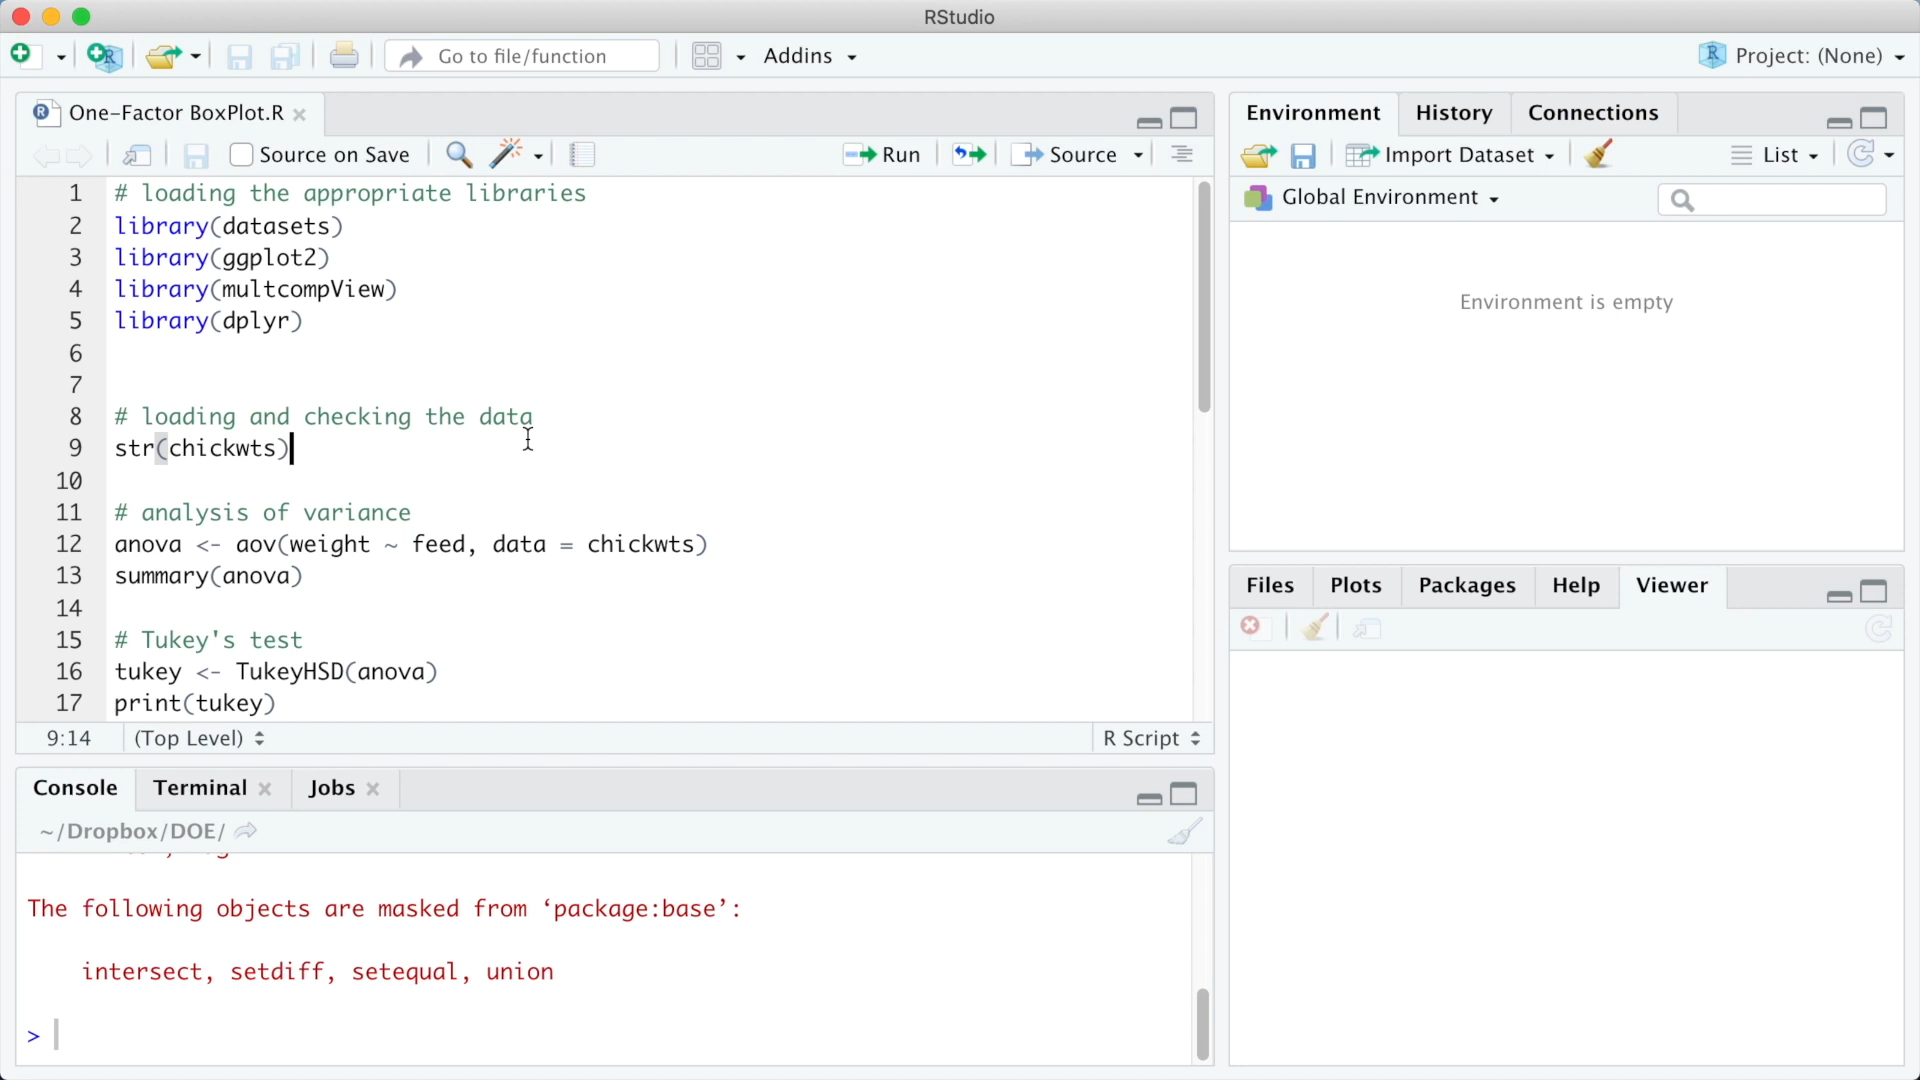 RStudio
Go to file/function
Addins
Project: (None)
One-Factor BoxPlot.R
Source on Save
Run
Source
1 # loading the appropriate libraries
2 library(datasets)
3 library(ggplot2)
4 library(multcompView)
5 library(dplyr)
6
7
8 # loading and checking the data
9 str(chickwts)
10
11 # analysis of variance
12 anova <- aov(weight ~ feed, data = chickwts)
13 summary(anova)
14
15 # Tukey's test
16 tukey <- TukeyHSD(anova)
17 print(tukey)
9:14 (Top Level) R Script
Console Terminal Jobs
~/Dropbox/DOE/
The following objects are masked from ‘package:base’:
intersect, setdiff, setequal, union
>
Environment History Connections
Import Dataset List
Global Environment
Environment is empty
Files Plots Packages Help Viewer